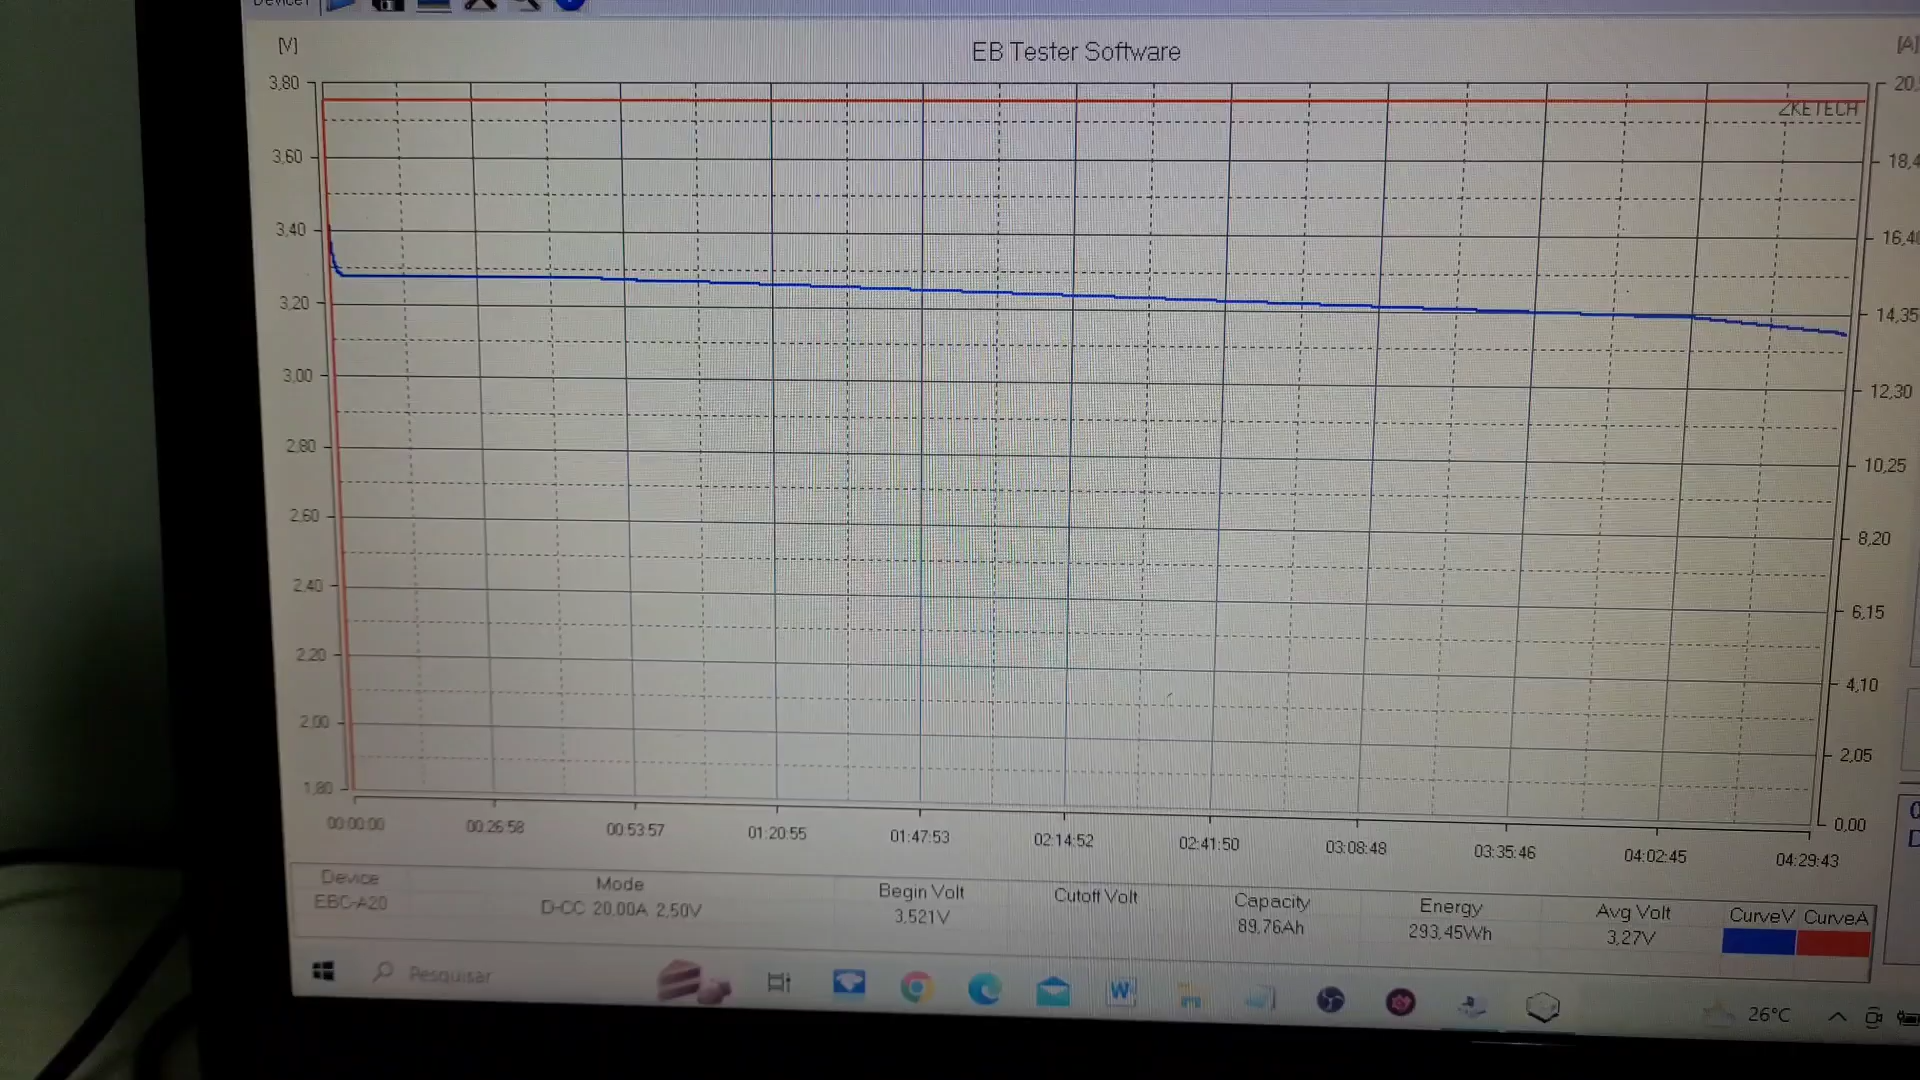 Device1
[V]
EB Tester Software
[A]
3,80
ZKETECH
3,60
3,40
3,20
3,00
2,80
2,60
2,40
2,20
2,00
1,80
18,4
16,40
14,35
12,30
10,25
8,20
6,15
4,10
2,05
0,00
00:00:00 00:26:58 00:53:57 01:20:55 01:47:53 02:14:52 02:41:50 03:08:48 03:35:46 04:02:45 04:29:43
Device Mode Begin Volt Cutoff Volt Capacity Energy Avg Volt CurveV CurveA
EBC-A20 D-CC 20,00A 2,50V 3,521V 89,76Ah 293,45Wh 3,27V
Pesquisar
26°C